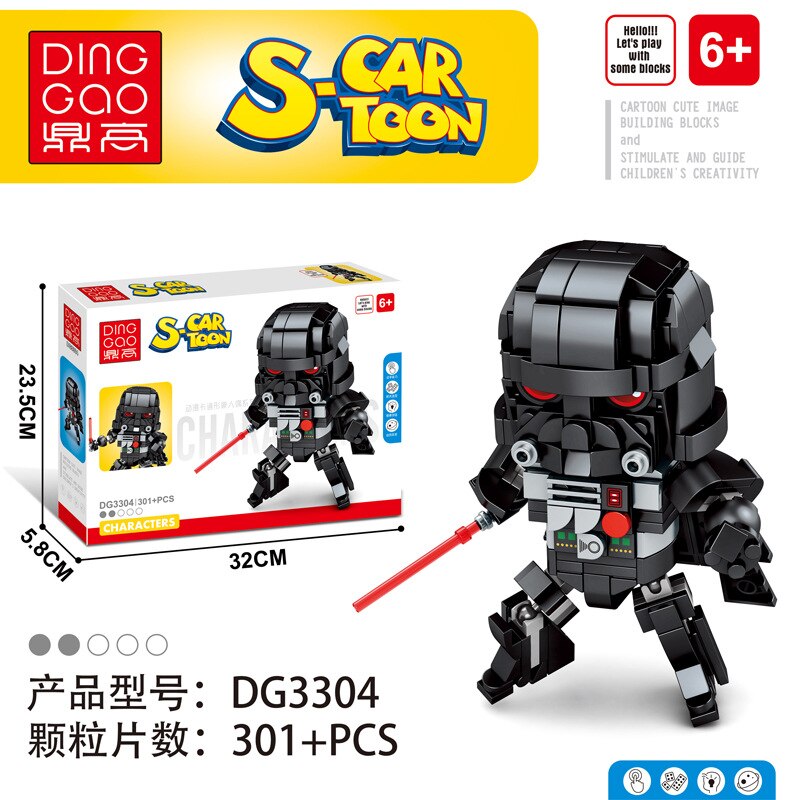 DING
GAO
鼎高
S-CAR
TOON
Hello!!!
Let's play
with
some blocks
6+
CARTOON CUTE IMAGE
BUILDING BLOCKS
and
STIMULATE AND GUIDE
CHILDREN'S CREATIVITY
DING
GAO
鼎高
S-CAR
TOON
6+
CHARACTERS
DG3304 301+PCS
CHARACTERS
23.5CM
5.8CM
32CM
产品型号：DG3304
颗粒片数：301+PCS